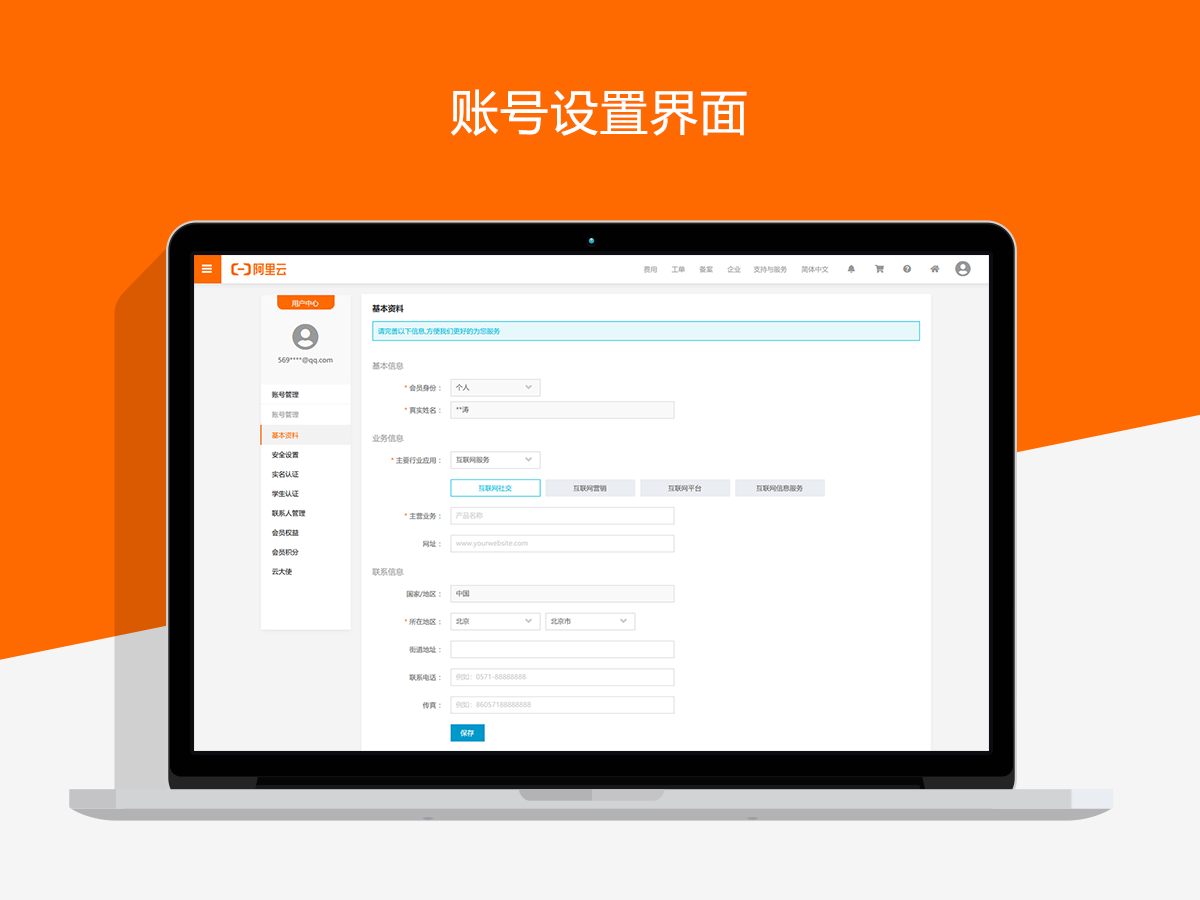 账号设置界面
阿里云
费用 工单 备案 企业 支持与服务 简体中文
用户中心
569****@qq.com
账号管理
账号管理
基本资料
安全设置
实名认证
学生认证
联系人管理
会员权益
会员积分
云大使
基本资料
请完善以下信息,方便我们更好的为您服务
基本信息
* 会员身份： 个人
* 真实姓名： **涛
业务信息
* 主要行业应用： 互联网服务
互联网社交 互联网营销 互联网平台 互联网信息服务
* 主营业务： 产品名称
网址： www.yourwebsite.com
联系信息
国家/地区： 中国
* 所在地区： 北京 北京市
街道地址：
联系电话： 例如：0571-88888888
传真： 例如：86057188888888
保存